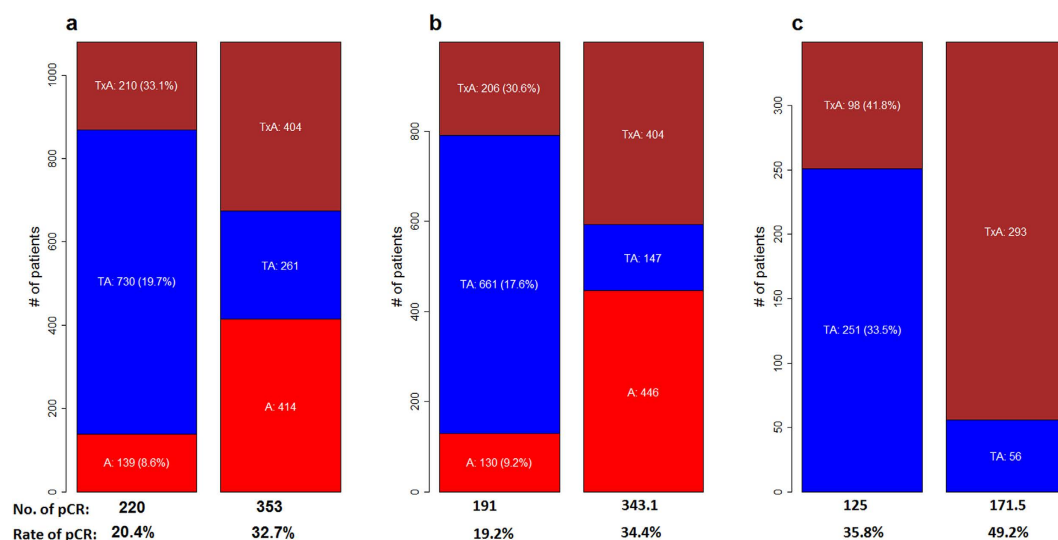 a
b
c
# of patients
0
200
400
600
800
1000
TxA: 210 (33.1%)
TA: 730 (19.7%)
A: 139 (8.6%)
TxA: 404
TA: 261
A: 414
# of patients
0
200
400
600
800
TxA: 206 (30.6%)
TA: 661 (17.6%)
A: 130 (9.2%)
TxA: 404
TA: 147
A: 446
# of patients
0
50
100
150
200
250
300
TxA: 98 (41.8%)
TA: 251 (33.5%)
TxA: 293
TA: 56
No. of pCR: 220 353 191 343.1 125 171.5
Rate of pCR: 20.4% 32.7% 19.2% 34.4% 35.8% 49.2%